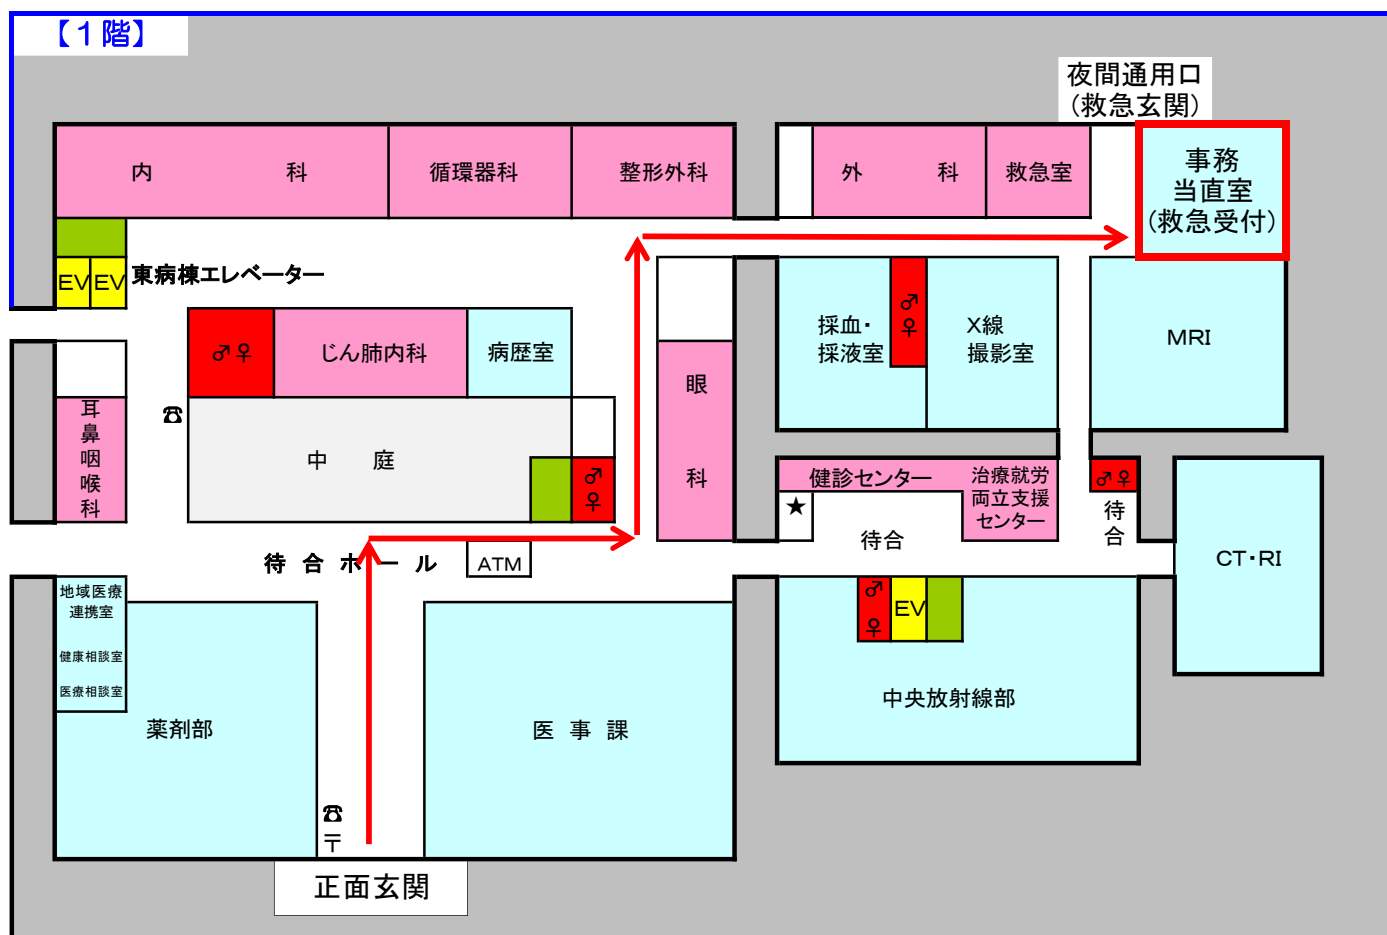 【１階】
夜間通用口
(救急玄関)
内　科
循環器科
整形外科
外　科
救急室
事務
当直室
(救急受付)
EV
EV
東病棟エレベーター
♂♀
じん肺内科
病歴室
採血・
採液室
♂
♀
X線
撮影室
MRI
眼
科
☎
耳
鼻
咽
喉
科
中　庭
♂
♀
健診センター
治療就労
両立支援
センター
♂♀
★
待合
待
合
待 合 ホ ー ル
ATM
CT・RI
地域医療
連携室
健康相談室
医療相談室
♂
♀
EV
薬剤部
医 事 課
中央放射線部
☎
〒
正面玄関